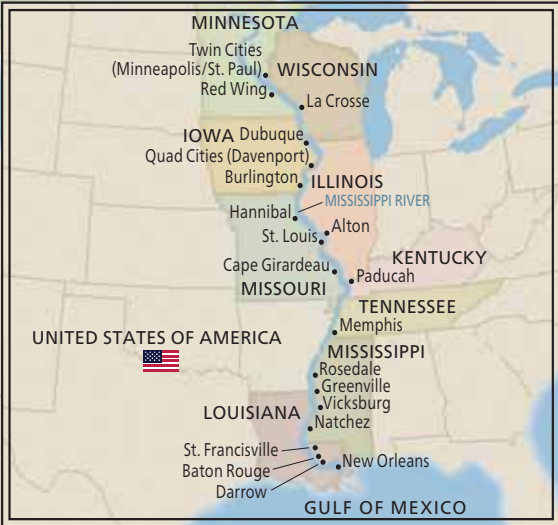 MINNESOTA
Twin Cities
(Minneapolis/St. Paul)
WISCONSIN
Red Wing
La Crosse
IOWA
Dubuque
Quad Cities (Davenport)
Burlington
ILLINOIS
MISSISSIPPI RIVER
Hannibal
Alton
St. Louis
KENTUCKY
Cape Girardeau
Paducah
MISSOURI
TENNESSEE
Memphis
UNITED STATES OF AMERICA
MISSISSIPPI
Rosedale
Greenville
Vicksburg
LOUISIANA
Natchez
St. Francisville
Baton Rouge
New Orleans
Darrow
GULF OF MEXICO